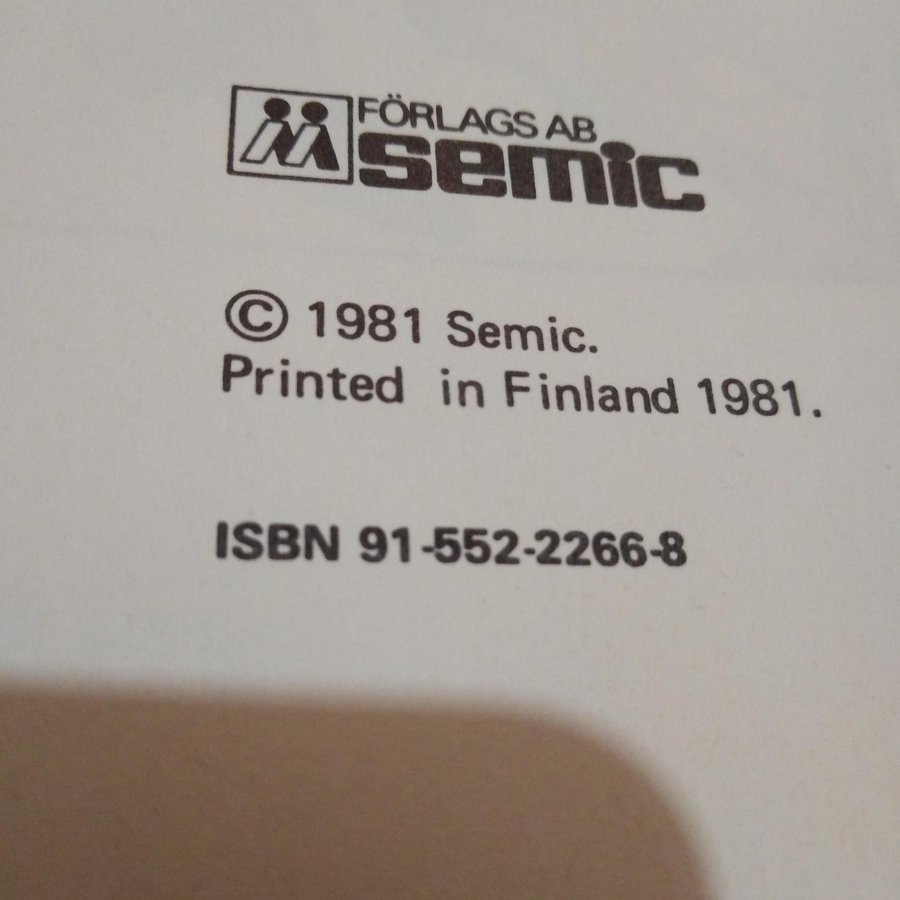 FÖRLAGS AB
semic
© 1981 Semic.
Printed in Finland 1981.
ISBN 91-552-2266-8